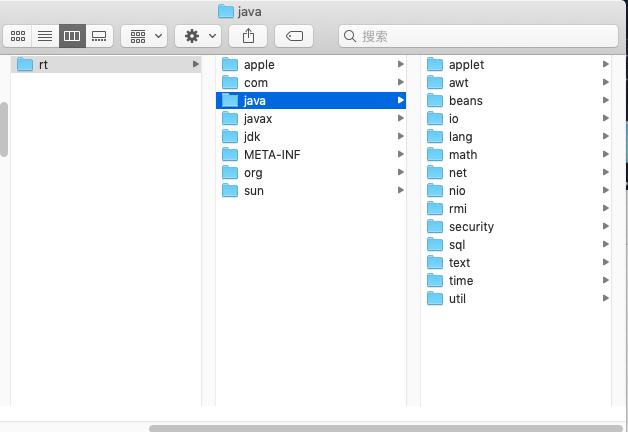 java
搜索
rt
apple
com
java
javax
jdk
META-INF
org
sun
applet
awt
beans
io
lang
math
net
nio
rmi
security
sql
text
time
util